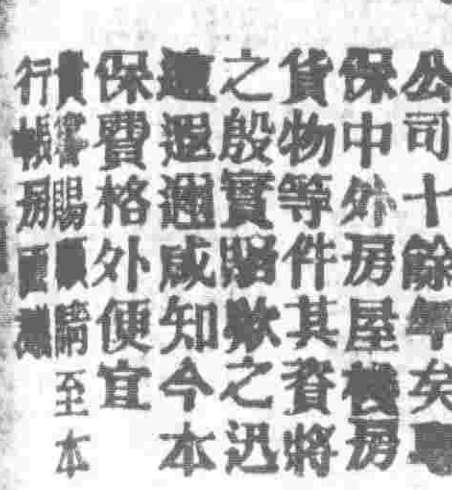 公司十餘年矣專
保中外房屋房
貨物等件其資將
之殷實賠款之迅
速遐邇咸知今本
保費格外便宜
貴客賜顧請至本
行帳房面議